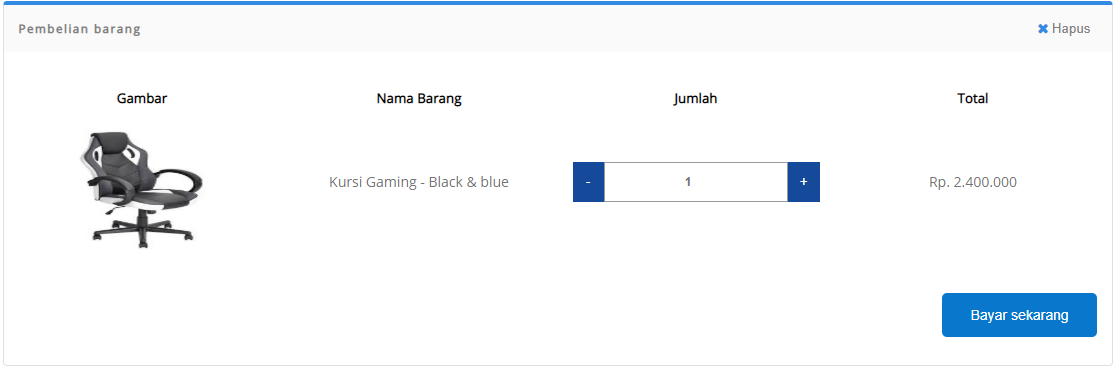 Pembelian barang
✖ Hapus
Gambar
Nama Barang
Jumlah
Total
Kursi Gaming - Black & blue
-
1
+
Rp. 2.400.000
Bayar sekarang